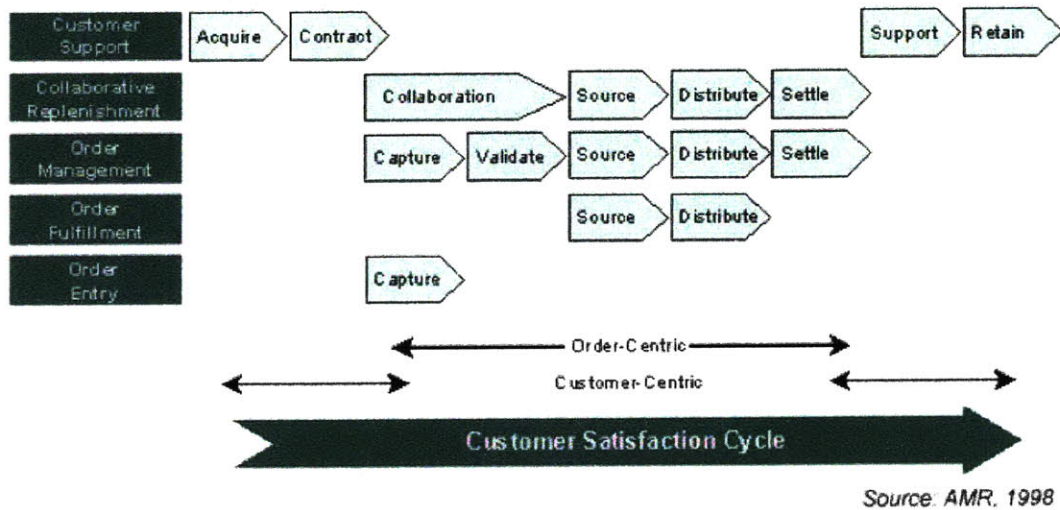 Customer
Support
Acquire
Contract
Support
Retain
Collaborative
Replenishment
Collaboration
Source
Distribute
Settle
Order
Management
Capture
Validate
Source
Distribute
Settle
Order
Fulfillment
Source
Distribute
Order
Entry
Capture
Order-Centric
Customer-Centric
Customer Satisfaction Cycle
Source: AMR, 1998